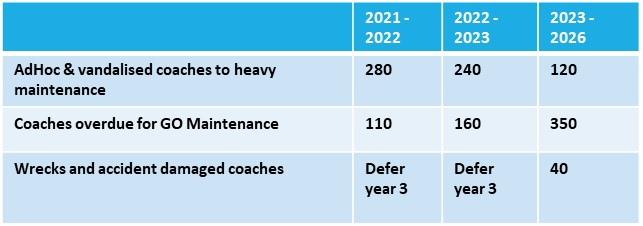 2021 - 2022 - 2023 -
2022 2023 2026
AdHoc & vandalised coaches to heavy 280 240 120
maintenance
Coaches overdue for GO Maintenance 110 160 350
Wrecks and accident damaged coaches Defer Defer 40
year 3 year 3